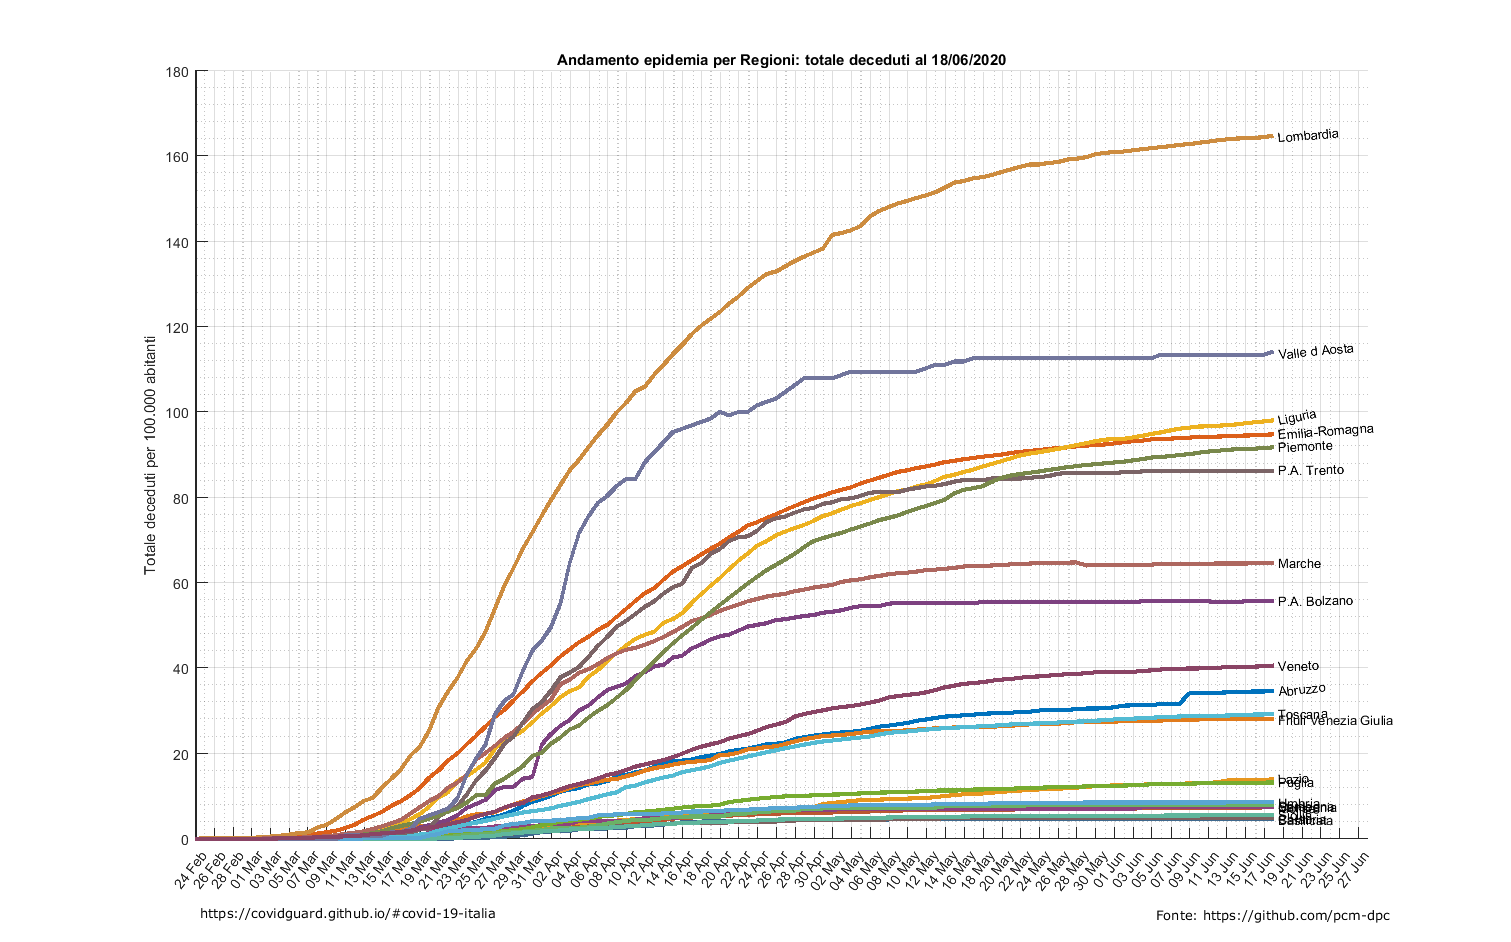 Andamento epidemia per Regioni: totale deceduti al 18/06/2020
Totale deceduti per 100.000 abitanti
180
160
140
120
100
80
60
40
20
0
Lombardia
Valle d Aosta
Liguria
Emilia-Romagna
Piemonte
P.A. Trento
Marche
P.A. Bolzano
Veneto
Abruzzo
Toscana
Friuli Venezia Giulia
Lazio
Puglia
Umbria
Sicilia
Basilicata
24 Feb
26 Feb
28 Feb
01 Mar
03 Mar
05 Mar
07 Mar
09 Mar
11 Mar
13 Mar
15 Mar
17 Mar
19 Mar
21 Mar
23 Mar
25 Mar
27 Mar
29 Mar
31 Mar
02 Apr
04 Apr
06 Apr
08 Apr
10 Apr
12 Apr
14 Apr
16 Apr
18 Apr
20 Apr
22 Apr
24 Apr
26 Apr
28 Apr
30 Apr
02 May
04 May
06 May
08 May
10 May
12 May
14 May
16 May
18 May
20 May
22 May
24 May
26 May
28 May
30 May
01 Jun
03 Jun
05 Jun
07 Jun
09 Jun
11 Jun
13 Jun
15 Jun
17 Jun
19 Jun
21 Jun
23 Jun
25 Jun
27 Jun
https://covidguard.github.io/#covid-19-italia
Fonte: https://github.com/pcm-dpc